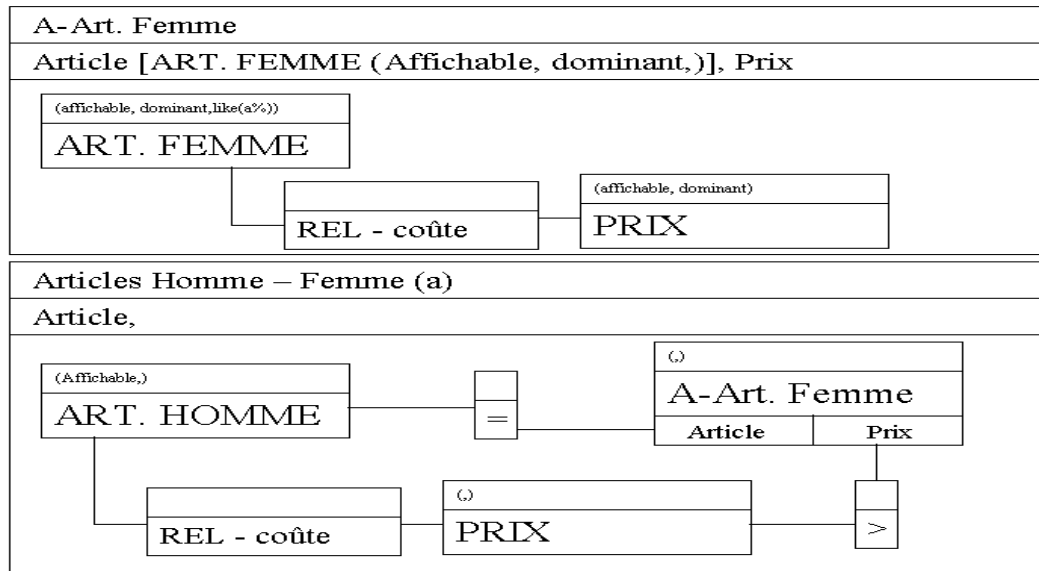 A-Art. Femme
Article [ART. FEMME (Affichable, dominant,)], Prix
(affichable, dominant,like(a%))
ART. FEMME
(affichable, dominant)
REL - coûte
PRIX
Articles Homme – Femme (a)
Article,
(Affichable,)
ART. HOMME
=
(,)
A-Art. Femme
Article Prix
REL - coûte
(,)
PRIX
>